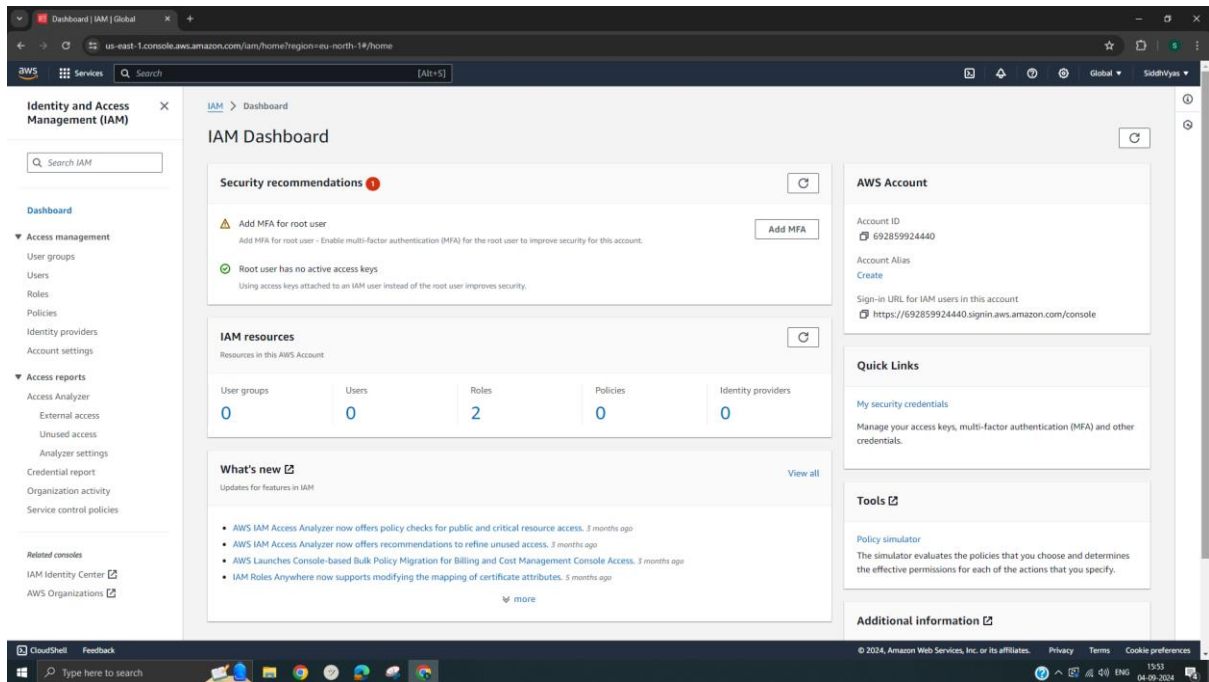 Dashboard | IAM | Global
us-east-1.console.aws.amazon.com/iam/home?region=eu-north-1#/home
S
aws
Services
Search
[Alt+S]
Global
SiddhVyas
Identity and Access
Management (IAM)
Search IAM
Dashboard
Access management
User groups
Users
Roles
Policies
Identity providers
Account settings
Access reports
Access Analyzer
External access
Unused access
Analyzer settings
Credential report
Organization activity
Service control policies
Related consoles
IAM Identity Center
AWS Organizations
IAM > Dashboard
IAM Dashboard
Security recommendations 1
Add MFA for root user
Add MFA for root user - Enable multi-factor authentication (MFA) for the root user to improve security for this account.
Add MFA
Root user has no active access keys
Using access keys attached to an IAM user instead of the root user improves security.
IAM resources
Resources in this AWS Account
User groups Users Roles Policies Identity providers
0 0 2 0 0
What's new
View all
Updates for features in IAM
AWS IAM Access Analyzer now offers policy checks for public and critical resource access. 3 months ago
AWS IAM Access Analyzer now offers recommendations to refine unused access. 3 months ago
AWS Launches Console-based Bulk Policy Migration for Billing and Cost Management Console Access. 3 months ago
IAM Roles Anywhere now supports modifying the mapping of certificate attributes. 5 months ago
more
AWS Account
Account ID
692859924440
Account Alias
Create
Sign-in URL for IAM users in this account
https://692859924440.signin.aws.amazon.com/console
Quick Links
My security credentials
Manage your access keys, multi-factor authentication (MFA) and other
credentials.
Tools
Policy simulator
The simulator evaluates the policies that you choose and determines
the effective permissions for each of the actions that you specify.
Additional information
CloudShell Feedback
© 2024, Amazon Web Services, Inc. or its affiliates. Privacy Terms Cookie preferences
Type here to search
ENG
15:53
04-09-2024